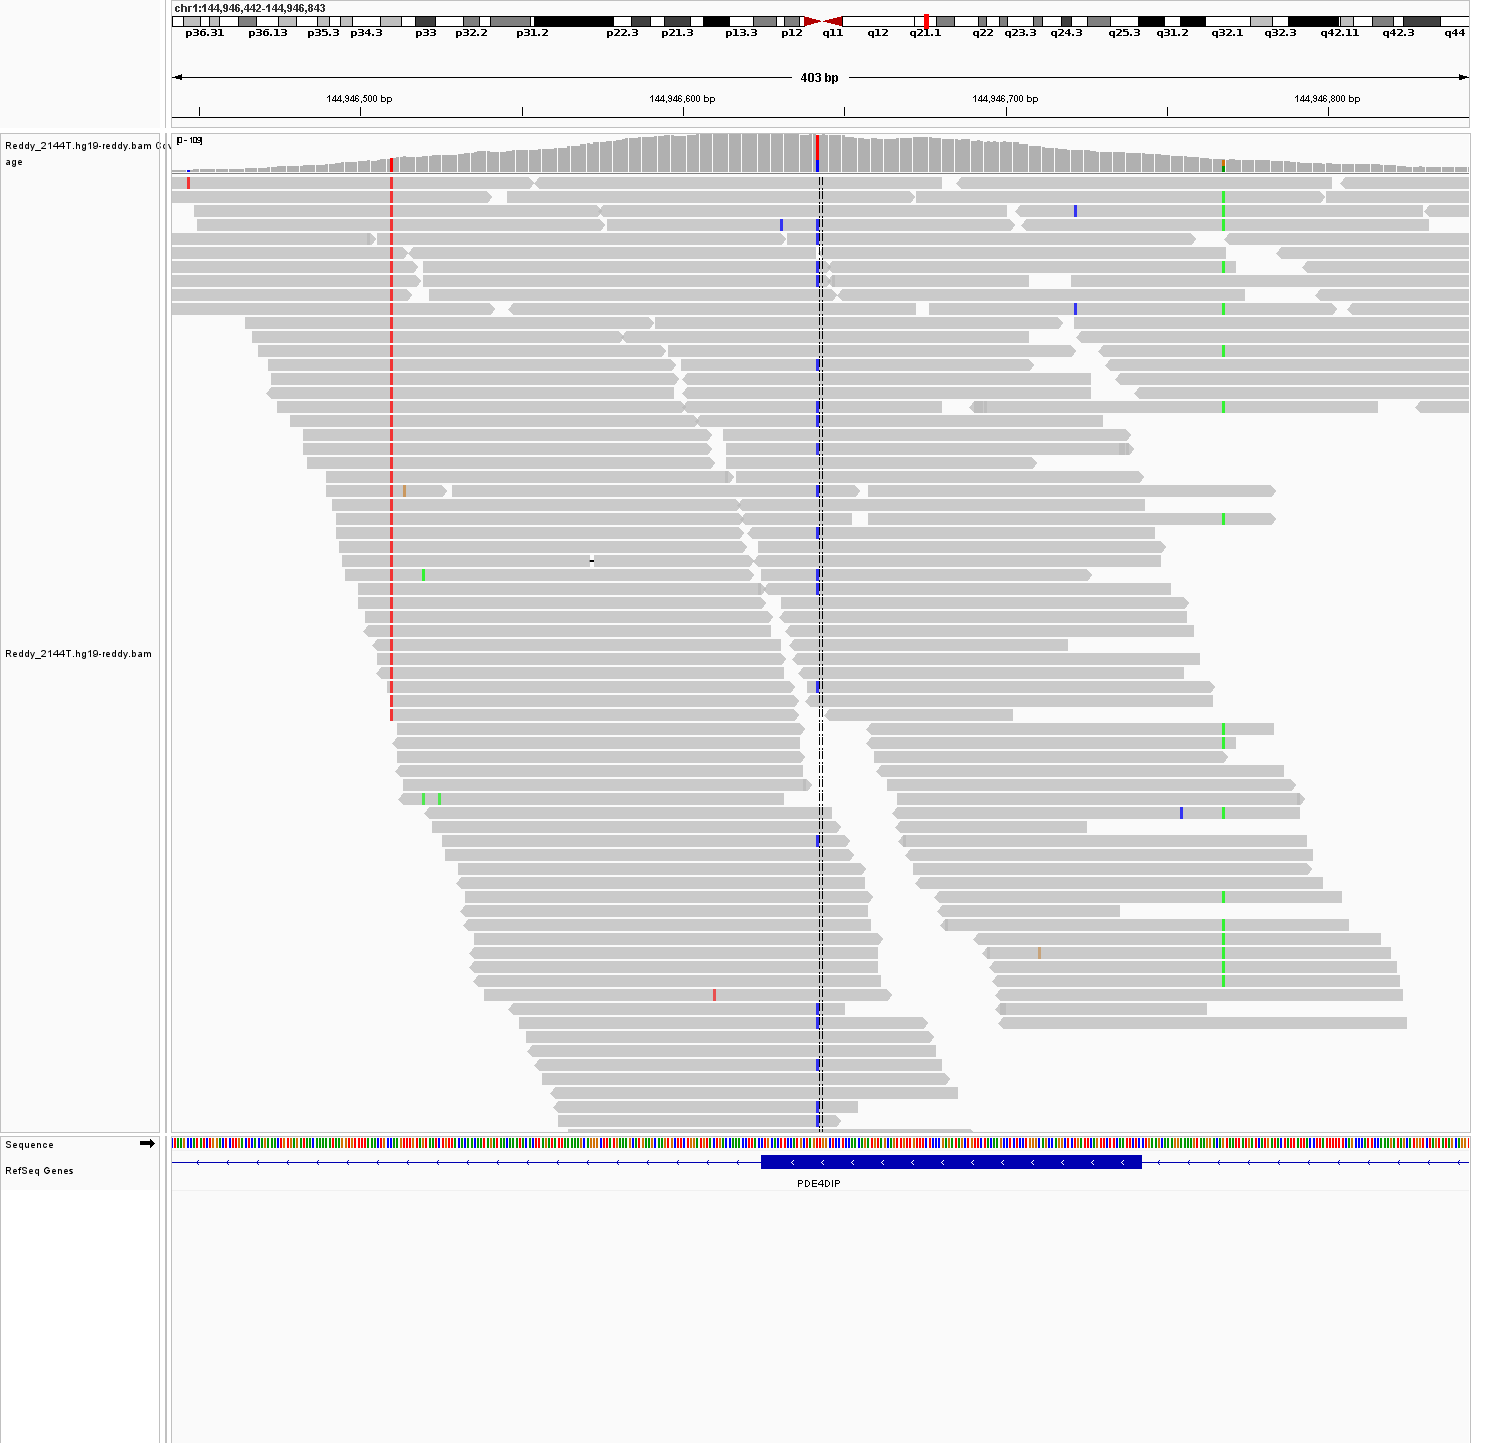 chr1:144,946,442-144,946,843
p36.31 p36.13 p35.3 p34.3 p33 p32.2 p31.2 p22.3 p21.3 p13.3 p12 q11 q12 q21.1 q22 q23.3 q24.3 q25.3 q31.2 q32.1 q32.3 q42.11 q42.3 q44
403 bp
144,946,500 bp 144,946,600 bp 144,946,700 bp 144,946,800 bp
[0 - 109]
Reddy_2144T.hg19-reddy.bam Cov
age
Reddy_2144T.hg19-reddy.bam
Sequence
RefSeq Genes
PDE4DIP